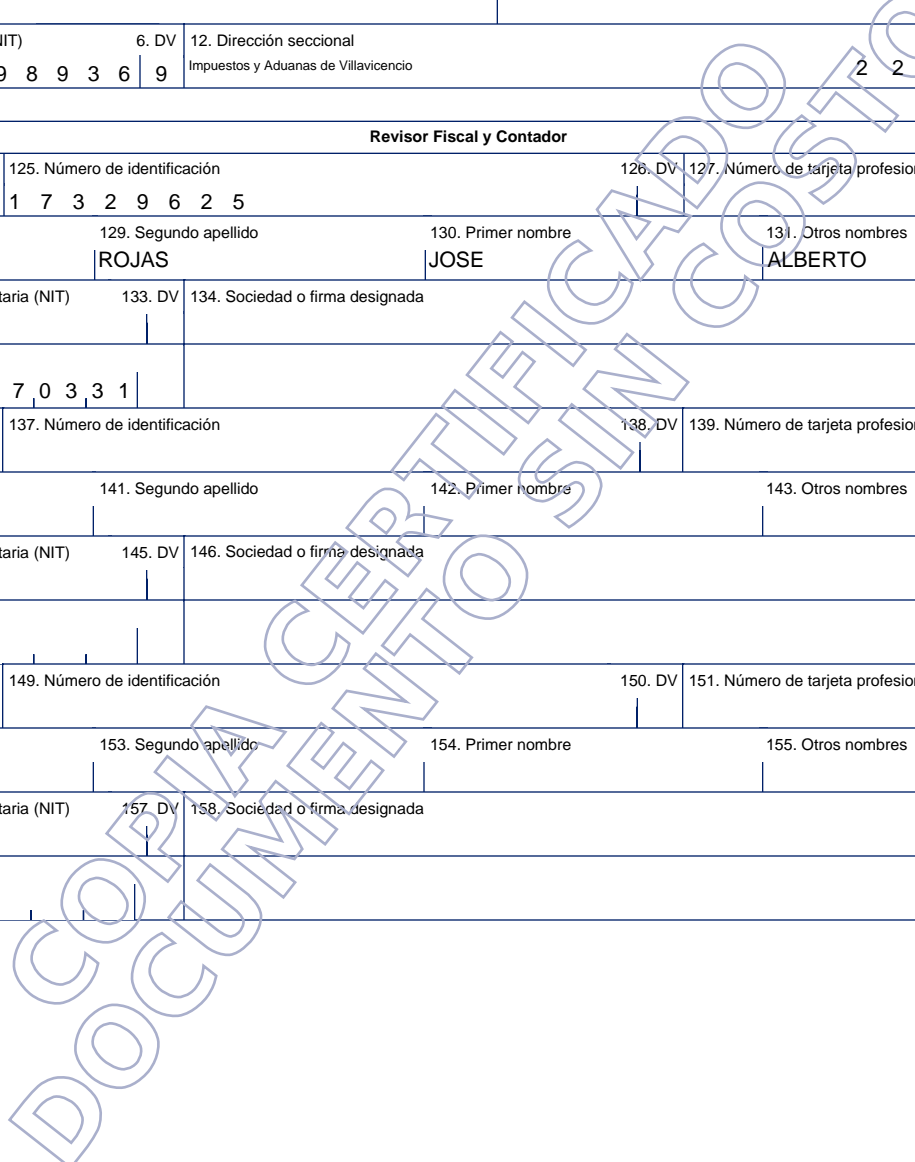 NIT) 6. DV 12. Dirección seccional
9 8 9 3 6 9 Impuestos y Aduanas de Villavicencio 2 2
Revisor Fiscal y Contador
125. Número de identificación 126. DV 127. Número de tarjeta profesion
1 7 3 2 9 6 2 5
129. Segundo apellido 130. Primer nombre 131. Otros nombres
ROJAS JOSE ALBERTO
taria (NIT) 133. DV 134. Sociedad o firma designada
7 0 3 3 1
137. Número de identificación 138. DV 139. Número de tarjeta profesion
141. Segundo apellido 142. Primer nombre 143. Otros nombres
taria (NIT) 145. DV 146. Sociedad o firma designada
149. Número de identificación 150. DV 151. Número de tarjeta profesion
153. Segundo apellido 154. Primer nombre 155. Otros nombres
taria (NIT) 157. DV 158. Sociedad o firma designada
COPIA CERTIFICADO
DOCUMENTO SIN COSTO